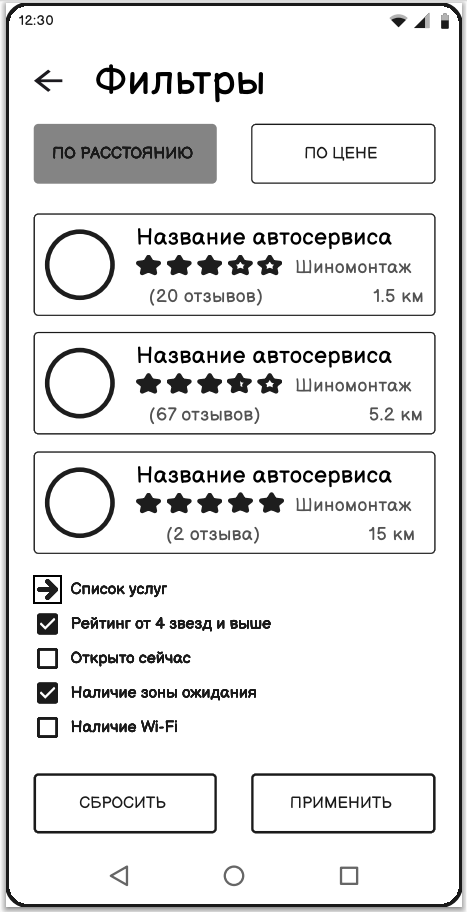 12:30
Фильтры
ПО РАССТОЯНИЮ ПО ЦЕНЕ
Название автосервиса
Шиномонтаж
(20 отзывов) 1.5 км
Название автосервиса
Шиномонтаж
(67 отзывов) 5.2 км
Название автосервиса
Шиномонтаж
(2 отзыва) 15 км
Список услуг
Рейтинг от 4 звезд и выше
Открыто сейчас
Наличие зоны ожидания
Наличие Wi-Fi
СБРОСИТЬ ПРИМЕНИТЬ